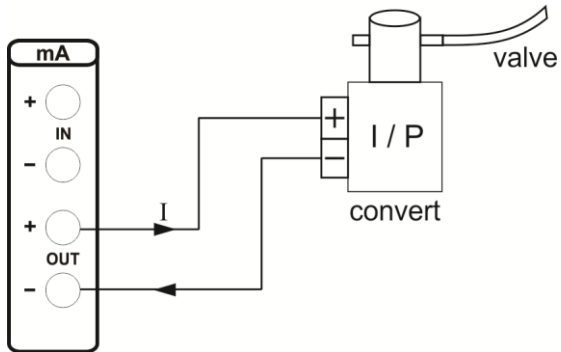 mA
+
IN
-
+
OUT
-
I
+
-
I / P
convert
valve